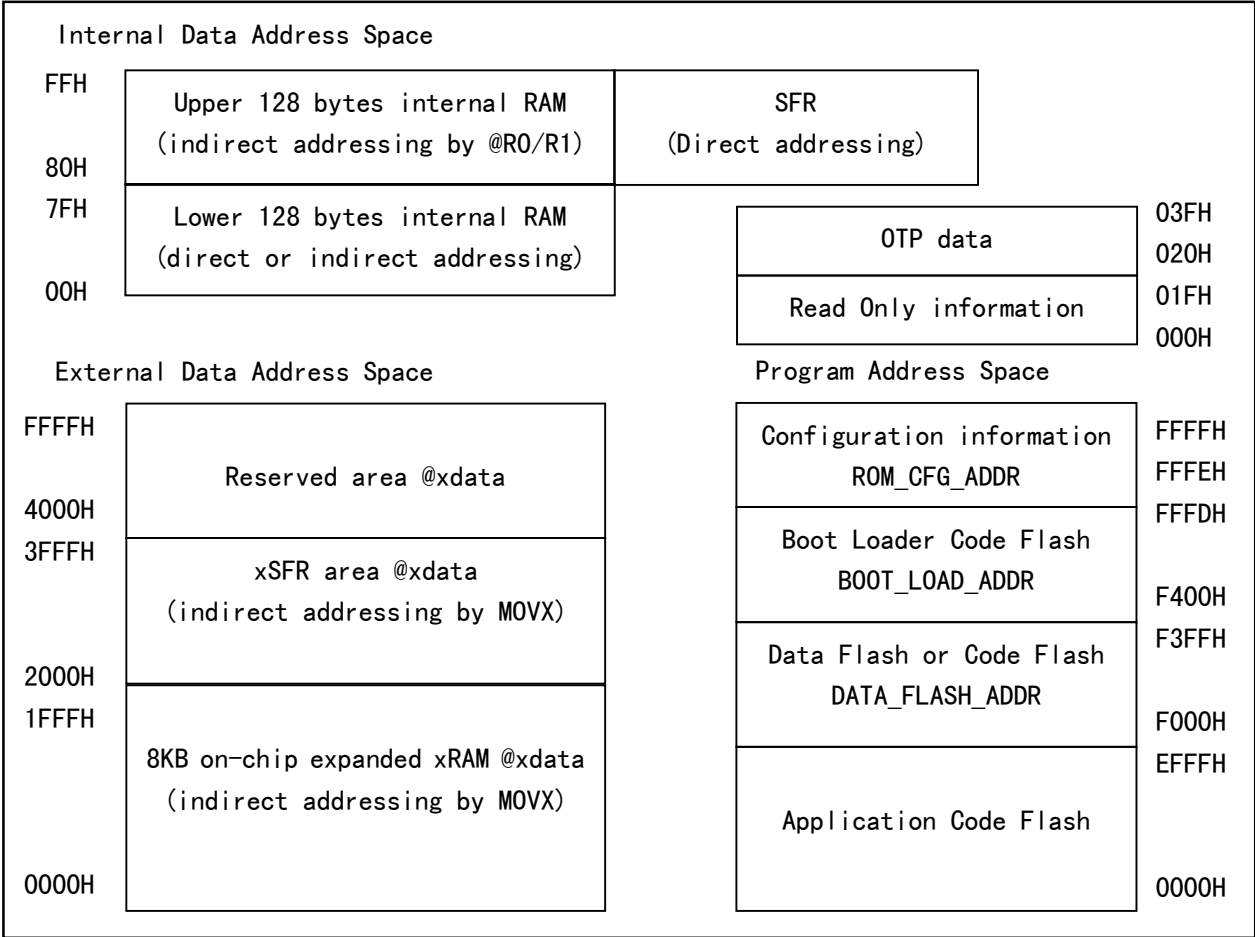 Internal Data Address Space
FFH
Upper 128 bytes internal RAM
(indirect addressing by @R0/R1)
80H
SFR
(Direct addressing)
7FH
Lower 128 bytes internal RAM
(direct or indirect addressing)
00H
OTP data
03FH
020H
Read Only information
01FH
000H
External Data Address Space
FFFFH
Reserved area @xdata
4000H
3FFFH
xSFR area @xdata
(indirect addressing by MOVX)
2000H
1FFFH
8KB on-chip expanded xRAM @xdata
(indirect addressing by MOVX)
0000H
Program Address Space
Configuration information
ROM_CFG_ADDR
FFFFH
FFFEH
Boot Loader Code Flash
BOOT_LOAD_ADDR
FFFDH
F400H
Data Flash or Code Flash
DATA_FLASH_ADDR
F3FFH
F000H
Application Code Flash
EFFFH
0000H